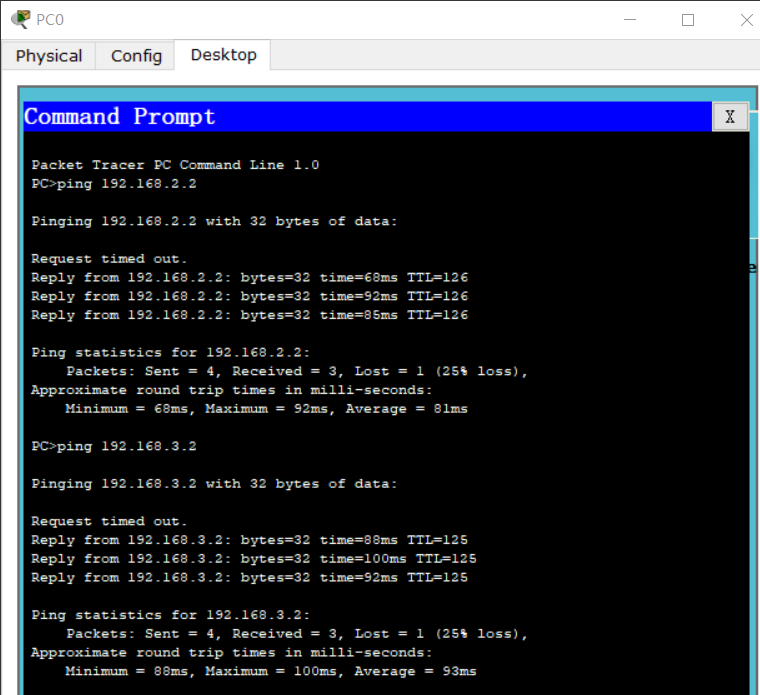 PC0
Physical Config Desktop
Command Prompt X
Packet Tracer PC Command Line 1.0
PC>ping 192.168.2.2
Pinging 192.168.2.2 with 32 bytes of data:
Request timed out.
Reply from 192.168.2.2: bytes=32 time=68ms TTL=126
Reply from 192.168.2.2: bytes=32 time=92ms TTL=126
Reply from 192.168.2.2: bytes=32 time=85ms TTL=126
Ping statistics for 192.168.2.2:
Packets: Sent = 4, Received = 3, Lost = 1 (25% loss),
Approximate round trip times in milli-seconds:
Minimum = 68ms, Maximum = 92ms, Average = 81ms
PC>ping 192.168.3.2
Pinging 192.168.3.2 with 32 bytes of data:
Request timed out.
Reply from 192.168.3.2: bytes=32 time=88ms TTL=125
Reply from 192.168.3.2: bytes=32 time=100ms TTL=125
Reply from 192.168.3.2: bytes=32 time=92ms TTL=125
Ping statistics for 192.168.3.2:
Packets: Sent = 4, Received = 3, Lost = 1 (25% loss),
Approximate round trip times in milli-seconds:
Minimum = 88ms, Maximum = 100ms, Average = 93ms